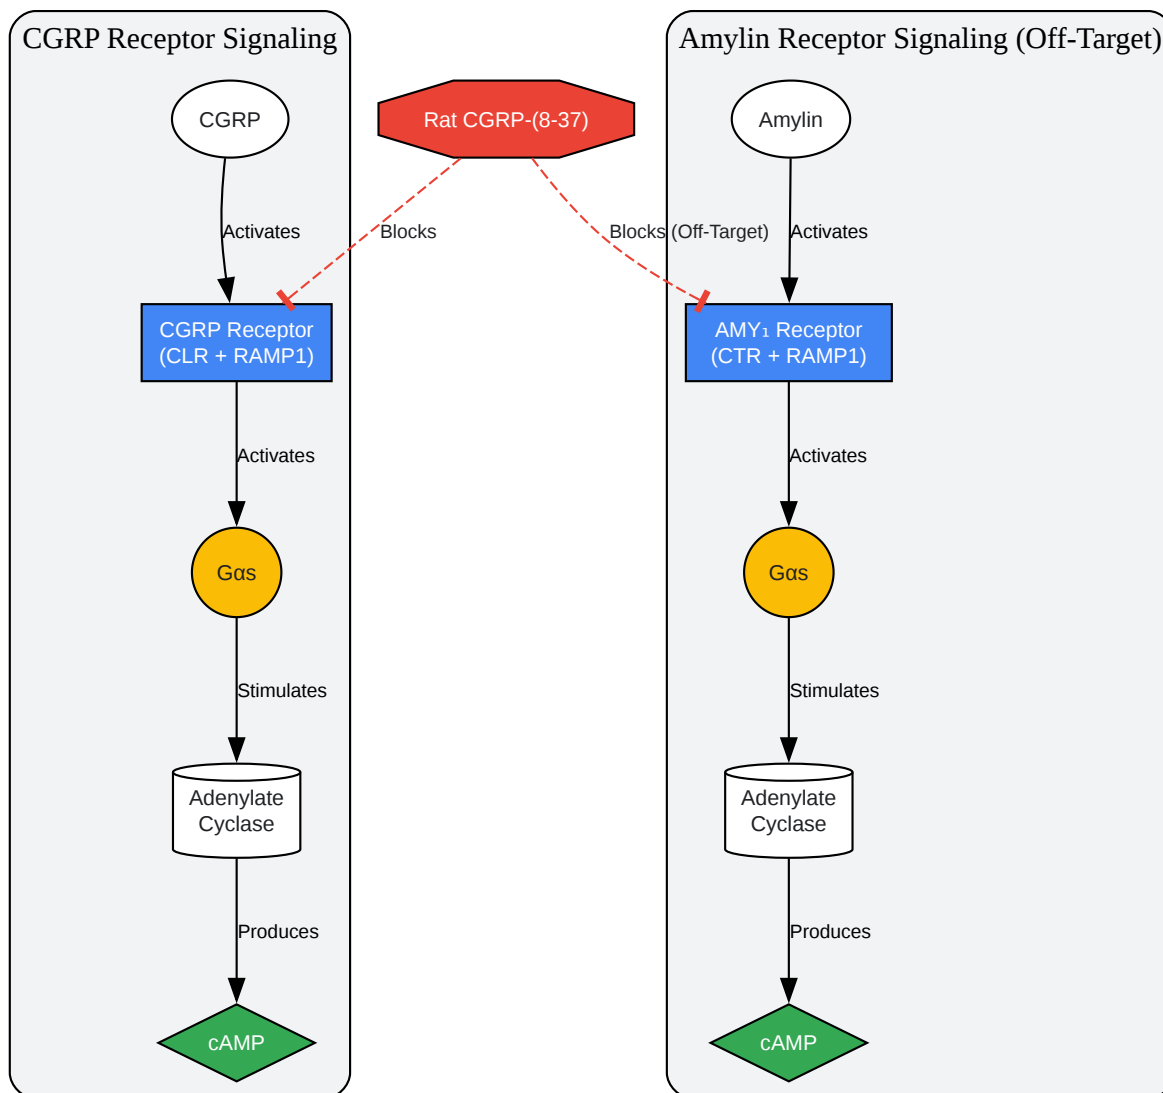 CGRP Receptor Signaling
Amylin Receptor Signaling (Off-Target)
CGRP
Rat CGRP-(8-37)
Amylin
Activates
Blocks
Blocks (Off-Target)
Activates
CGRP Receptor
(CLR + RAMP1)
AMY₁ Receptor
(CTR + RAMP1)
Activates
Activates
Gαs
Gαs
Stimulates
Stimulates
Adenylate
Cyclase
Adenylate
Cyclase
Produces
Produces
cAMP
cAMP